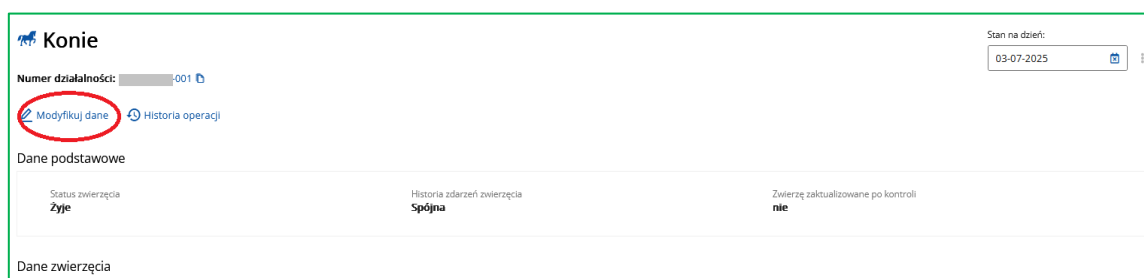 Konie
Stan na dzień:
03-07-2025
Numer działalności: -001
Modyfikuj dane Historia operacji
Dane podstawowe
Status zwierzęcia Historia zdarzeń zwierzęcia Zwierzę zaktualizowane po kontroli
Żyje Spójna nie
Dane zwierzęcia